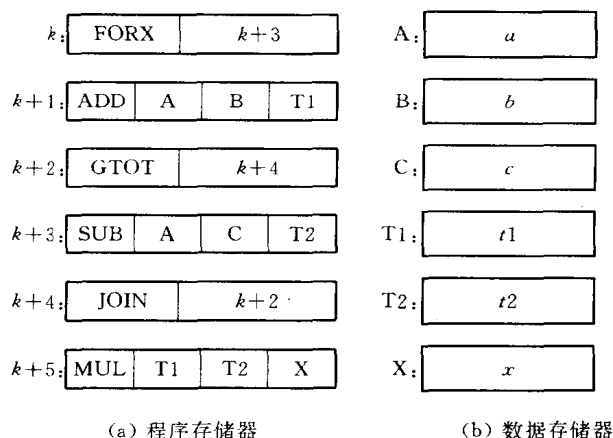 k: FORX k+3 A: a
k+1: ADD A B T1 B: b
k+2: GTOT k+4 C: c
k+3: SUB A C T2 T1: t1
k+4: JOIN k+2 T2: t2
k+5: MUL T1 T2 X X: x
(a) 程序存储器 (b) 数据存储器